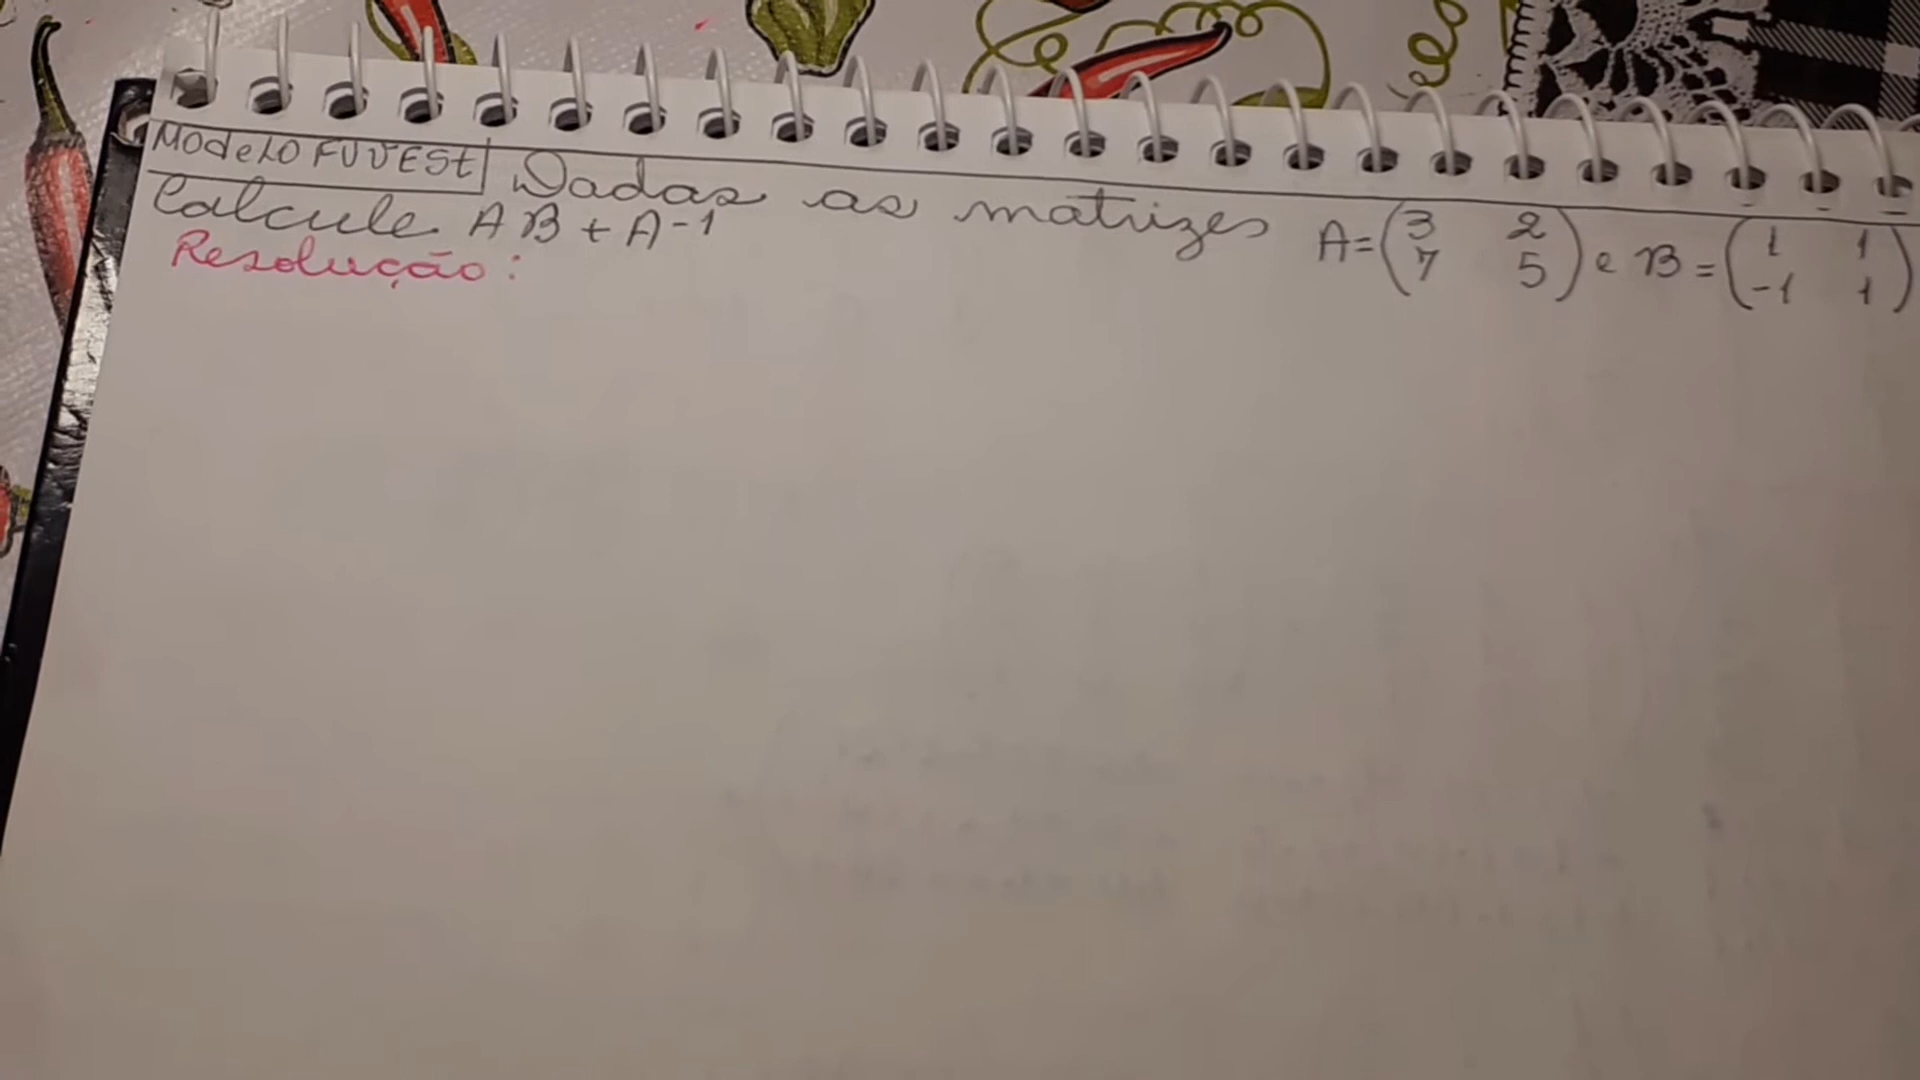 Modelo FUVESt Dadas as matrizes A = (3 2 e B = (1 1
7 5) -1 1)
Calcule AB + A-1
Resolução: